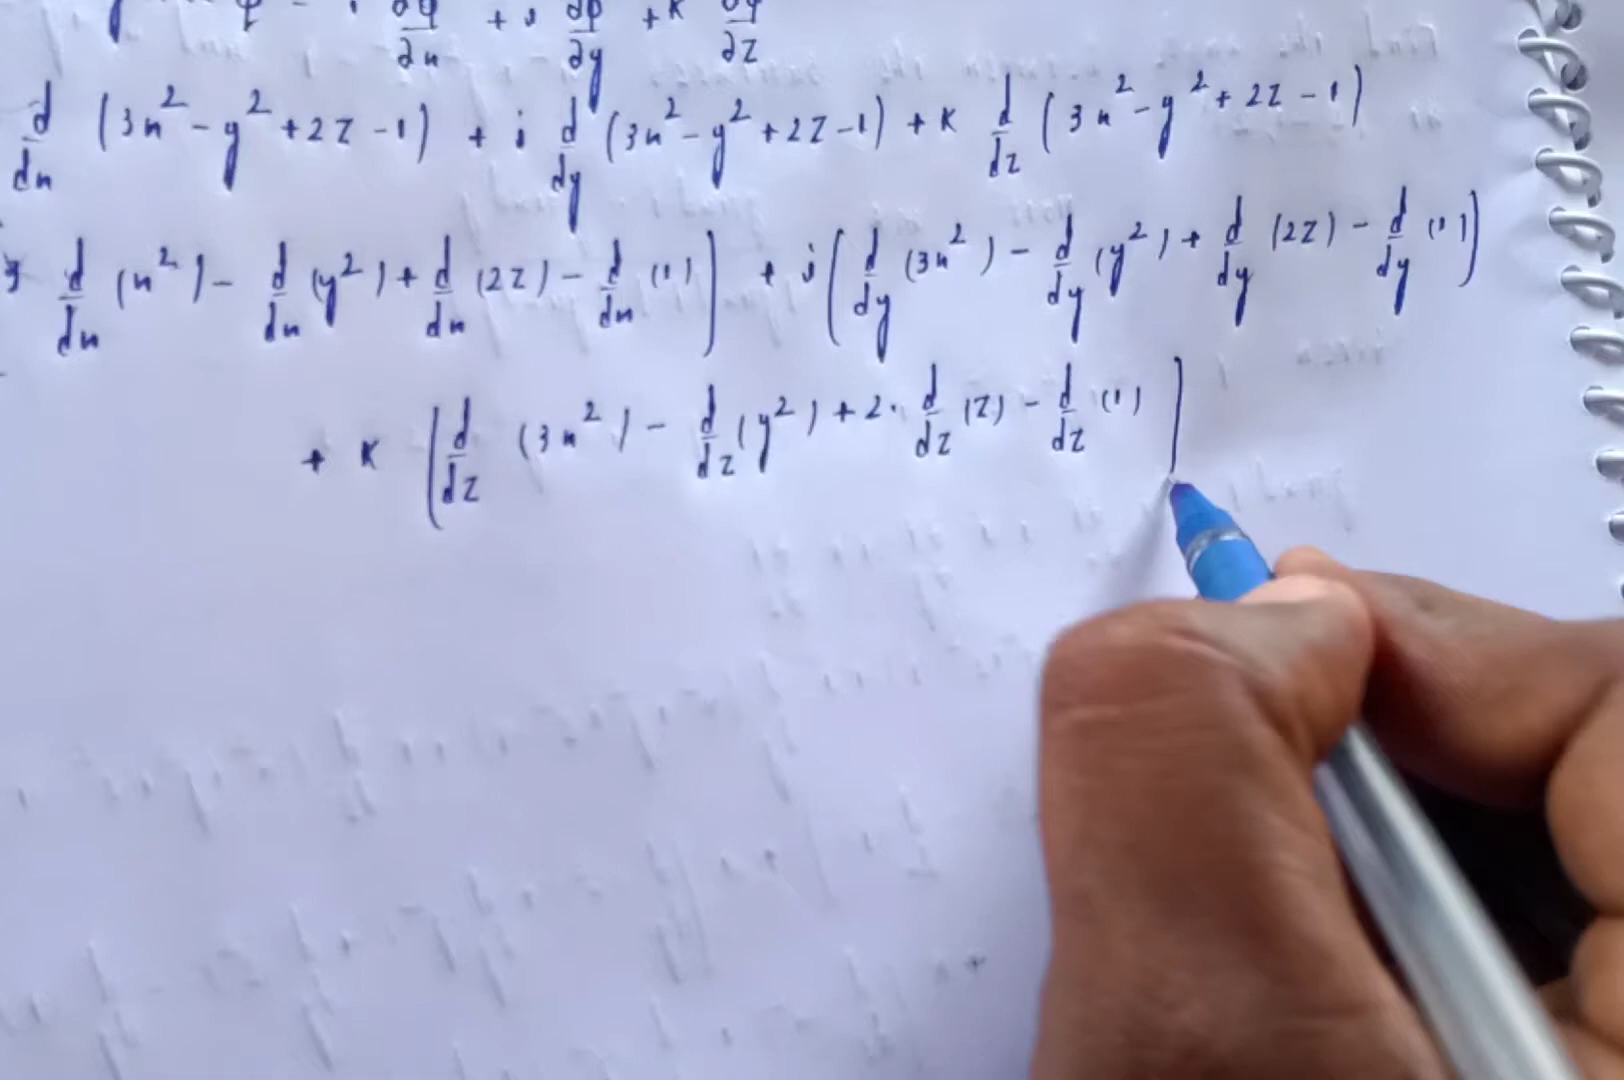 ∂φ/∂x + j ∂φ/∂y + k ∂φ/∂z
d/dx (3x² - y² + 2z - 1) + j d/dy (3x² - y² + 2z - 1) + k d/dz (3x² - y² + 2z - 1)
3 d/dx (x²) - d/dx (y²) + d/dx (2z) - d/dx (1)] + j [d/dy (3x²) - d/dy (y²) + d/dy (2z) - d/dy (1)]
+ k [d/dz (3x²) - d/dz (y²) + 2· d/dz (z) - d/dz (1)]